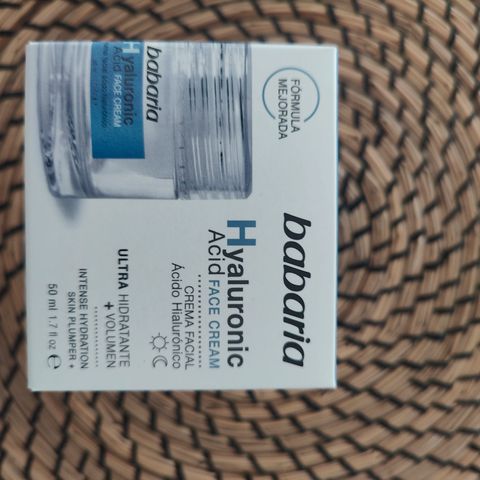 FÓRMULA
MEJORADA
babaria
Hyaluronic
Acid FACE CREAM
CREMA FACIAL
Ácido Hialurónico
ULTRA HIDRATANTE
+ VOLUMEN
INTENSE HYDRATION
SKIN PLUMPER +
50 ml 1.7 fl oz ℮
babaria
Hyaluronic
Acid FACE CREAM